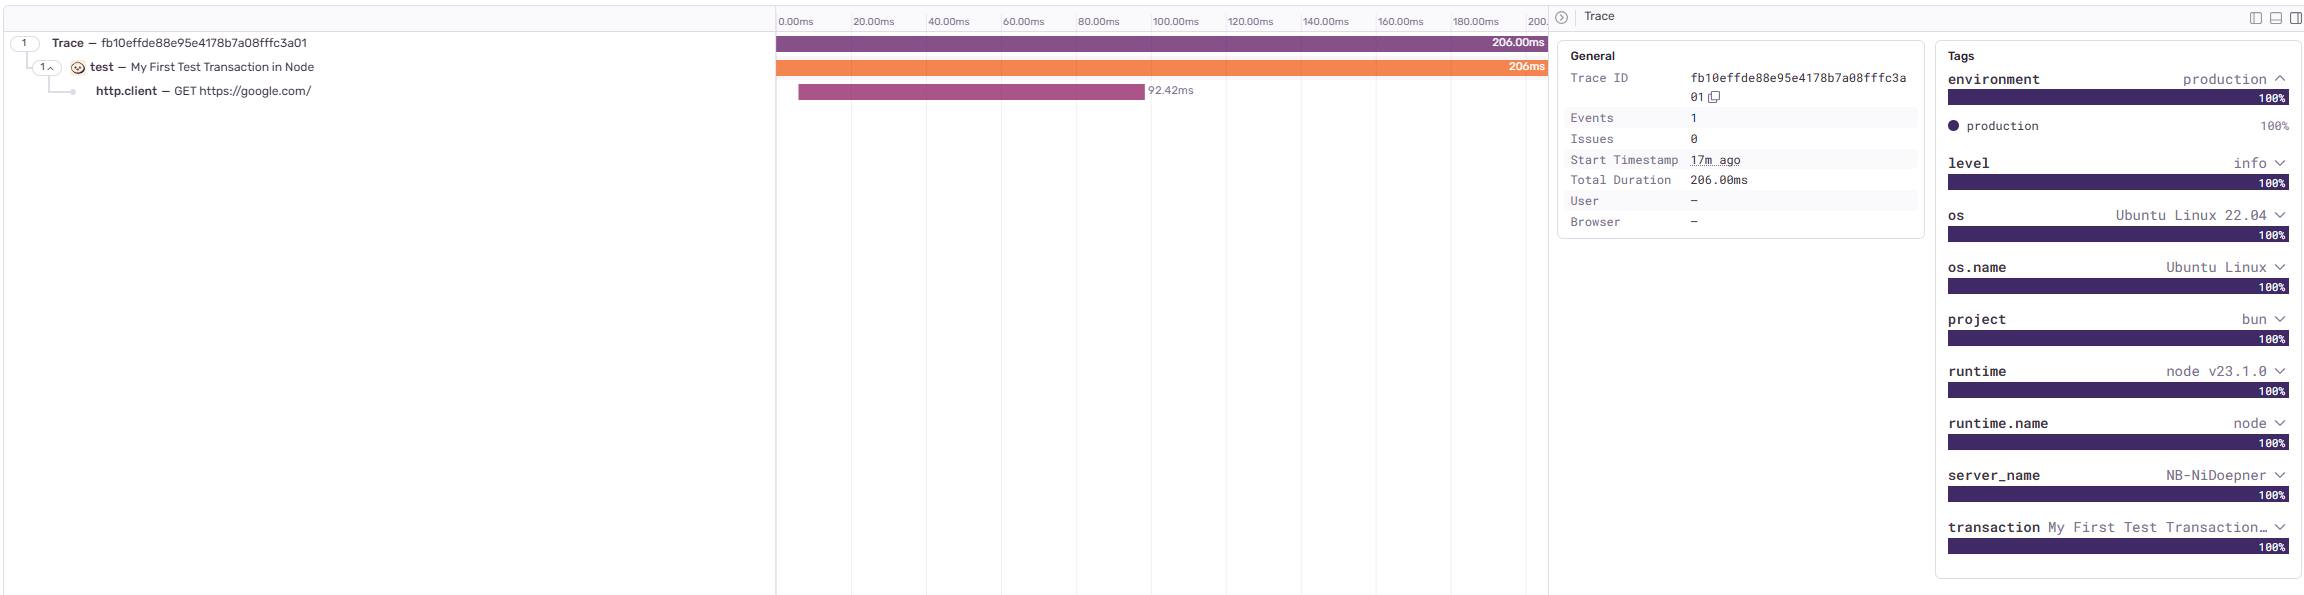 0.00ms 20.00ms 40.00ms 60.00ms 80.00ms 100.00ms 120.00ms 140.00ms 160.00ms 180.00ms 200.
1 Trace — fb10effde88e95e4178b7a08fffc3a01 206.00ms
1 test — My First Test Transaction in Node 206ms
http.client — GET https://google.com/ 92.42ms
Trace
General
Trace ID fb10effde88e95e4178b7a08fffc3a
01
Events 1
Issues 0
Start Timestamp 17m ago
Total Duration 206.00ms
User —
Browser —
Tags
environment production
100%
production 100%
level info
100%
os Ubuntu Linux 22.04
100%
os.name Ubuntu Linux
100%
project bun
100%
runtime node v23.1.0
100%
runtime.name node
100%
server_name NB-NiDoepner
100%
transaction My First Test Transaction…
100%